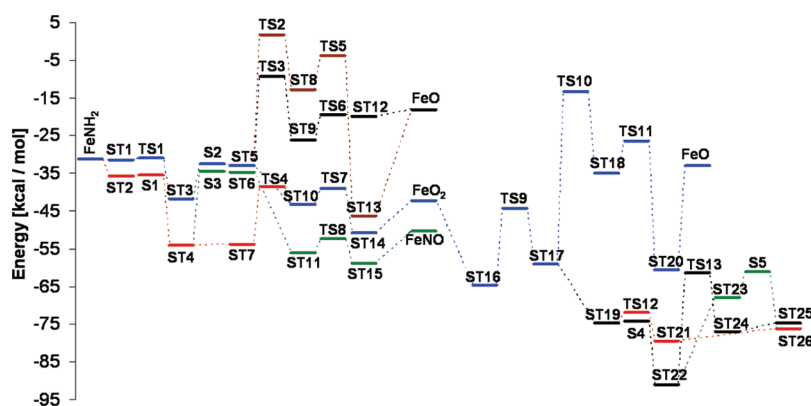 5
-5
-15
-25
-35
-45
-55
-65
-75
-85
-95
Energy [kcal / mol]
FeNH2
ST1
TS1
ST2
S1
ST3
ST4
S2
S3
ST5
ST6
ST7
TS2
TS3
TS4
ST8
ST9
ST10
ST11
TS5
TS6
TS7
TS8
ST12
ST13
ST14
ST15
FeO
FeO2
FeNO
ST16
TS9
ST17
TS10
ST18
TS11
FeO
ST19
TS12
S4
ST20
ST21
ST22
TS13
ST23
S5
ST24
ST25
ST26